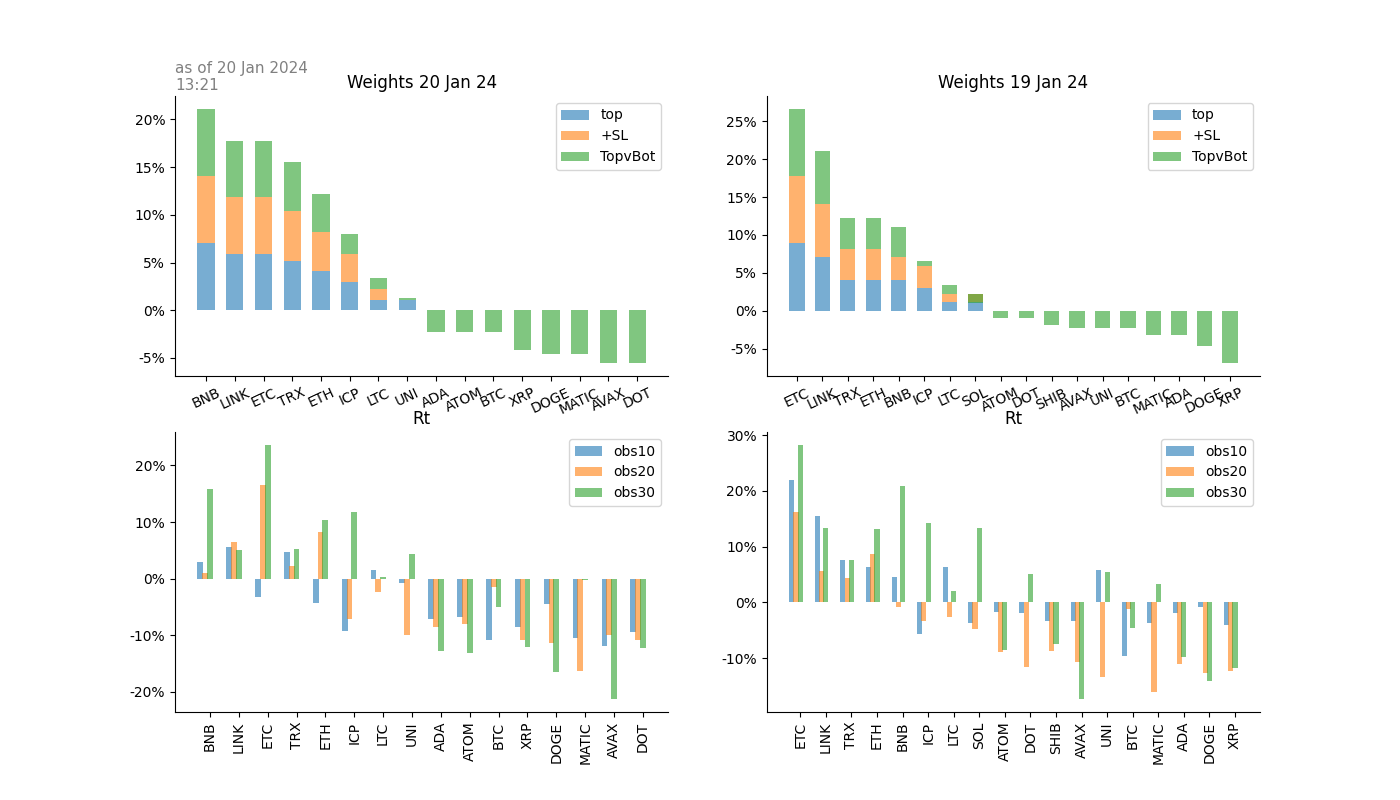 as of 20 Jan 2024
13:21
Weights 20 Jan 24
20%
15%
10%
5%
0%
-5%
top
+SL
TopvBot
BNB LINK ETC TRX ETH ICP LTC UNI ADA ATOM BTC XRP DOGE MATIC AVAX DOT
Weights 19 Jan 24
25%
20%
15%
10%
5%
0%
-5%
top
+SL
TopvBot
ETC LINK TRX ETH BNB ICP LTC SOL ATOM DOT SHIB AVAX UNI BTC MATIC ADA DOGE XRP
Rt
20%
10%
0%
-10%
-20%
obs10
obs20
obs30
BNB LINK ETC TRX ETH ICP LTC UNI ADA ATOM BTC XRP DOGE MATIC AVAX DOT
Rt
30%
20%
10%
0%
-10%
obs10
obs20
obs30
ETC LINK TRX ETH BNB ICP LTC SOL ATOM DOT SHIB AVAX UNI BTC MATIC ADA DOGE XRP